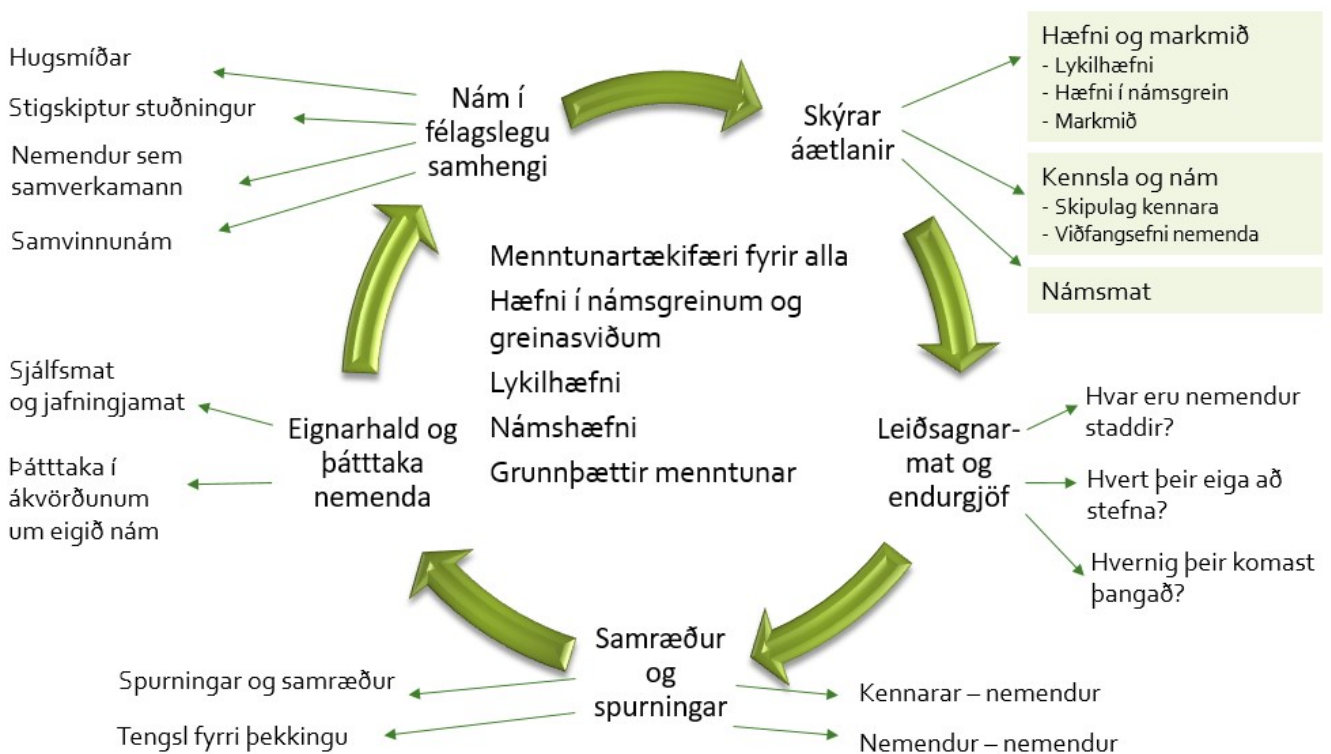 Hugsmíðar
Stigskiptur stuðningur
Nemendur sem
samverkamann
Samvinnunám
Nám í
félagslegu
samhengi
Skýrar
áætlanir
Hæfni og markmið
- Lykilhæfni
- Hæfni í námsgrein
- Markmið
Kennsla og nám
- Skipulag kennara
- Viðfangsefni nemenda
Námsmat
Menntunartækifæri fyrir alla
Hæfni í námsgreinum og
greinasviðum
Lykilhæfni
Námshæfni
Grunnþættir menntunar
Sjálfsmat
og jafningjamat
Þátttaka í
ákvörðunum
um eigið nám
Eignarhald og
þátttaka
nemenda
Leiðsagnar-
mat og
endurgjöf
Hvar eru nemendur
staddir?
Hvert þeir eiga að
stefna?
Hvernig þeir komast
þangað?
Samræður
og
spurningar
Spurningar og samræður
Tengsl fyrri þekkingu
Kennarar – nemendur
Nemendur – nemendur